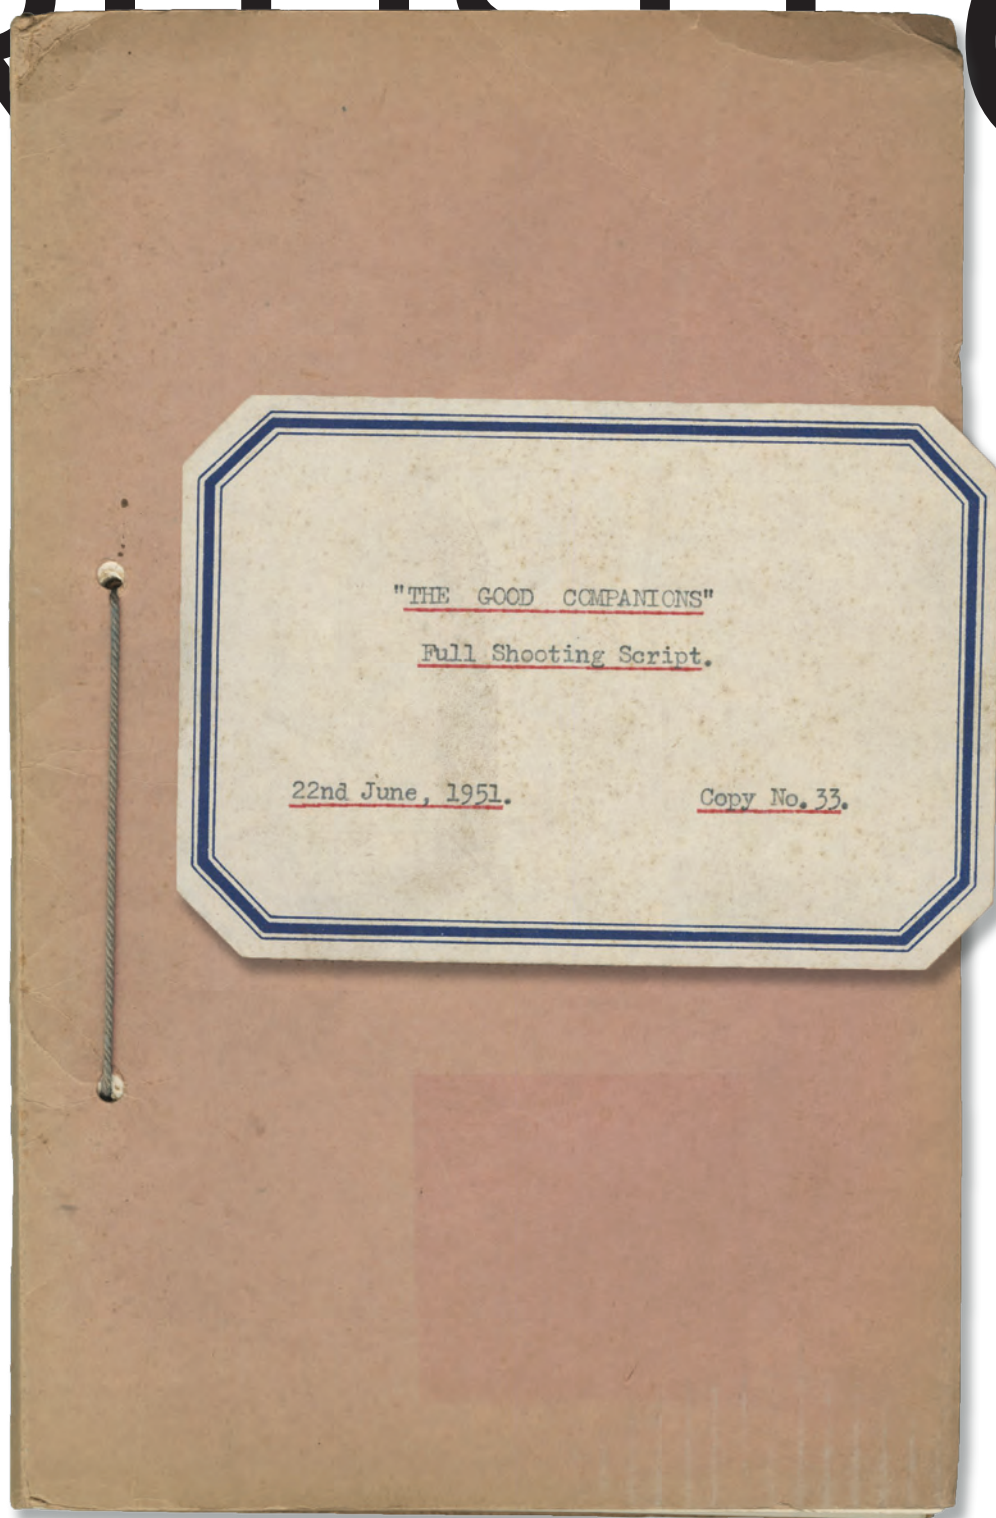 "THE GOOD COMPANIONS"
Full Shooting Script.
22nd June, 1951. Copy No. 33.